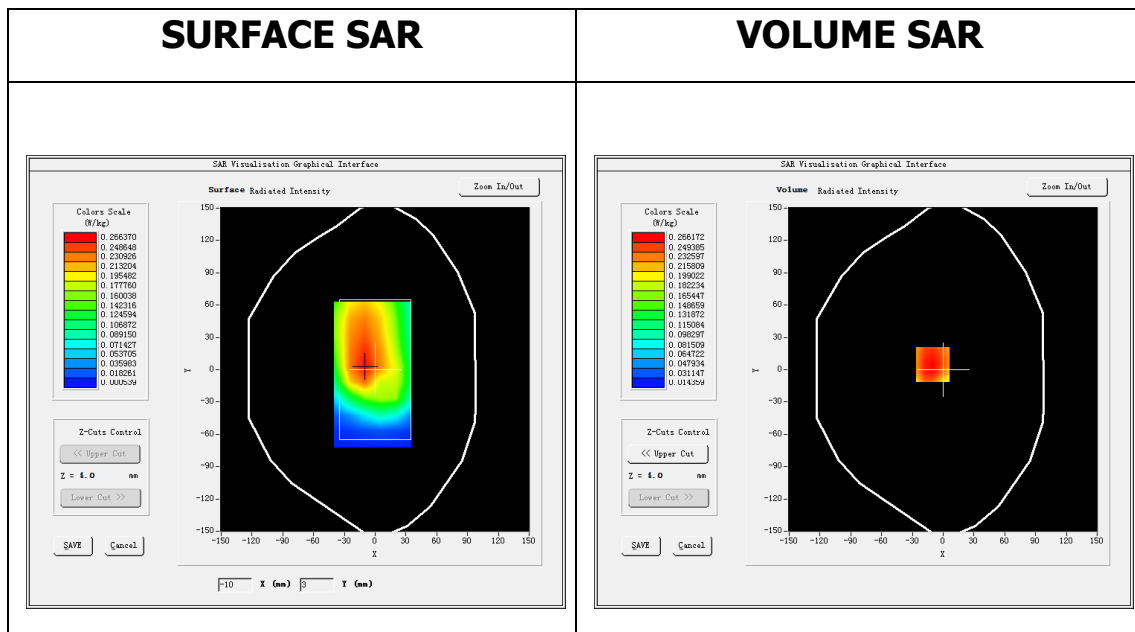 SURFACE SAR
VOLUME SAR
SAR Visualisation Graphical Interface
Surface Radiated Intensity
Zoom In/Out
Colors Scale
(W/kg)
0.266370
0.248648
0.230926
0.213204
0.195482
0.177760
0.160038
0.142316
0.124594
0.106872
0.089150
0.071427
0.053705
0.035983
0.018261
0.000539
Z-Cuts Control
<< Upper Cut
Z = 4.0 mm
Lower Cut >>
SAVE
Cancel
150
120
90
60
30
0
-30
-60
-90
-120
-150
Y
-150 -120 -90 -60 -30 0 30 60 90 120 150
X
-10 X (mm) 3 Y (mm)
SAR Visualisation Graphical Interface
Volume Radiated Intensity
Zoom In/Out
Colors Scale
(W/kg)
0.266172
0.249385
0.232597
0.215809
0.199022
0.182234
0.165447
0.148659
0.131872
0.115084
0.098297
0.081509
0.064722
0.047934
0.031147
0.014359
Z-Cuts Control
<< Upper Cut
Z = 4.0 mm
Lower Cut >>
SAVE
Cancel
150
120
90
60
30
0
-30
-60
-90
-120
-150
Y
-150 -120 -90 -60 -30 0 30 60 90 120 150
X